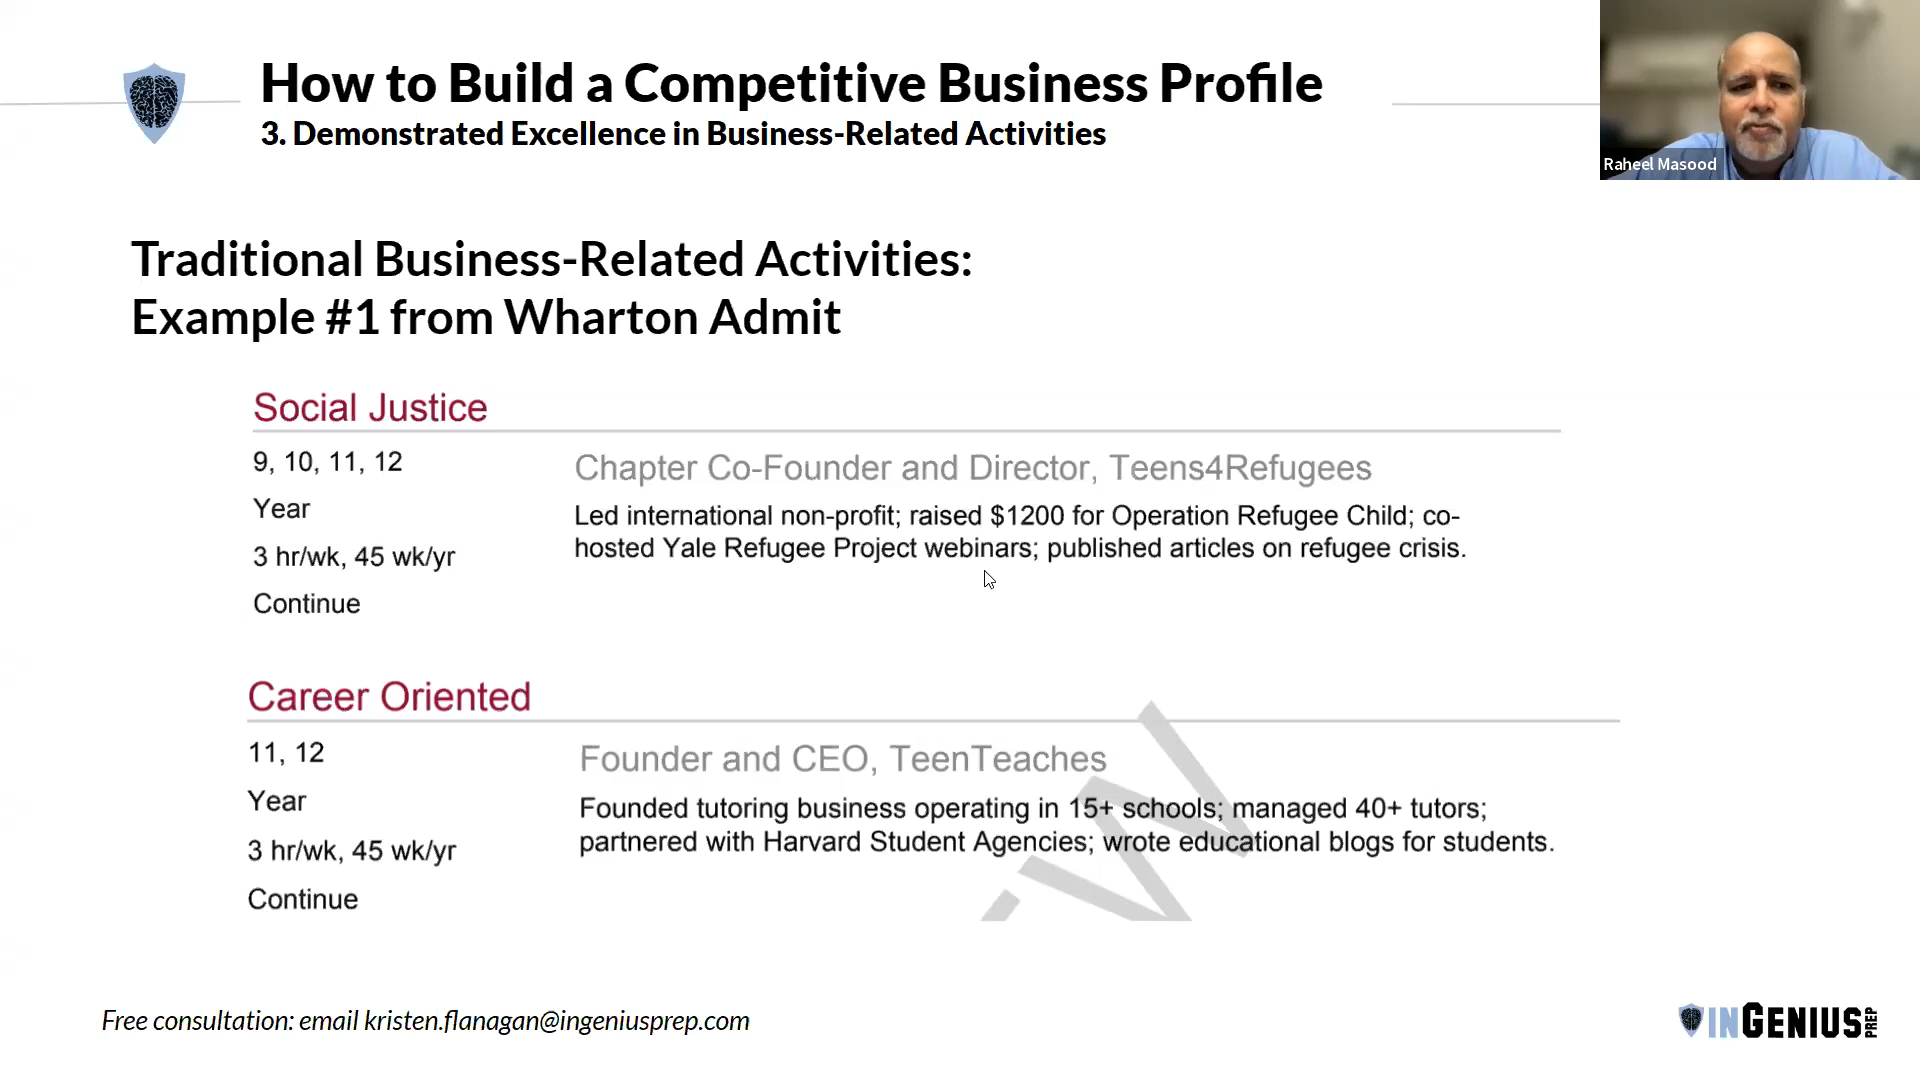 How to Build a Competitive Business Profile
3. Demonstrated Excellence in Business-Related Activities
Raheel Masood
Traditional Business-Related Activities:
Example #1 from Wharton Admit
Social Justice
9, 10, 11, 12
Year
3 hr/wk, 45 wk/yr
Continue
Chapter Co-Founder and Director, Teens4Refugees
Led international non-profit; raised $1200 for Operation Refugee Child; co-
hosted Yale Refugee Project webinars; published articles on refugee crisis.
Career Oriented
11, 12
Year
3 hr/wk, 45 wk/yr
Continue
Founder and CEO, TeenTeaches
Founded tutoring business operating in 15+ schools; managed 40+ tutors;
partnered with Harvard Student Agencies; wrote educational blogs for students.
Free consultation: email kristen.flanagan@ingeniusprep.com
INGENIUS PREP